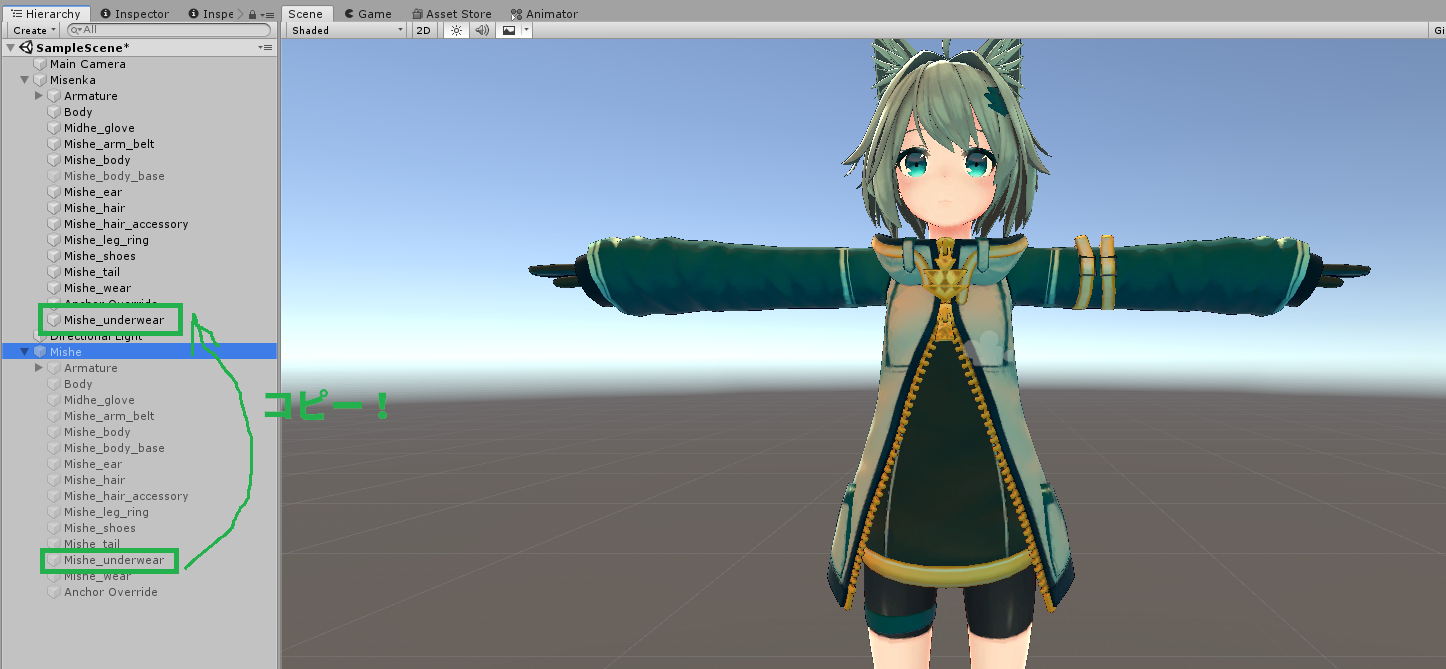 Hierarchy Inspector Inspe Scene Game Asset Store Animator
Create All Shaded 2D Gi
SampleScene*
Main Camera
Misenka
Armature
Body
Midhe_glove
Mishe_arm_belt
Mishe_body
Mishe_body_base
Mishe_ear
Mishe_hair
Mishe_hair_accessory
Mishe_leg_ring
Mishe_shoes
Mishe_tail
Mishe_wear
Anchor Override
Mishe_underwear
Directional Light
Mishe
Armature
Body
Midhe_glove
コピー！
Mishe_arm_belt
Mishe_body
Mishe_body_base
Mishe_ear
Mishe_hair
Mishe_hair_accessory
Mishe_leg_ring
Mishe_shoes
Mishe_tail
Mishe_underwear
Mishe_wear
Anchor Override